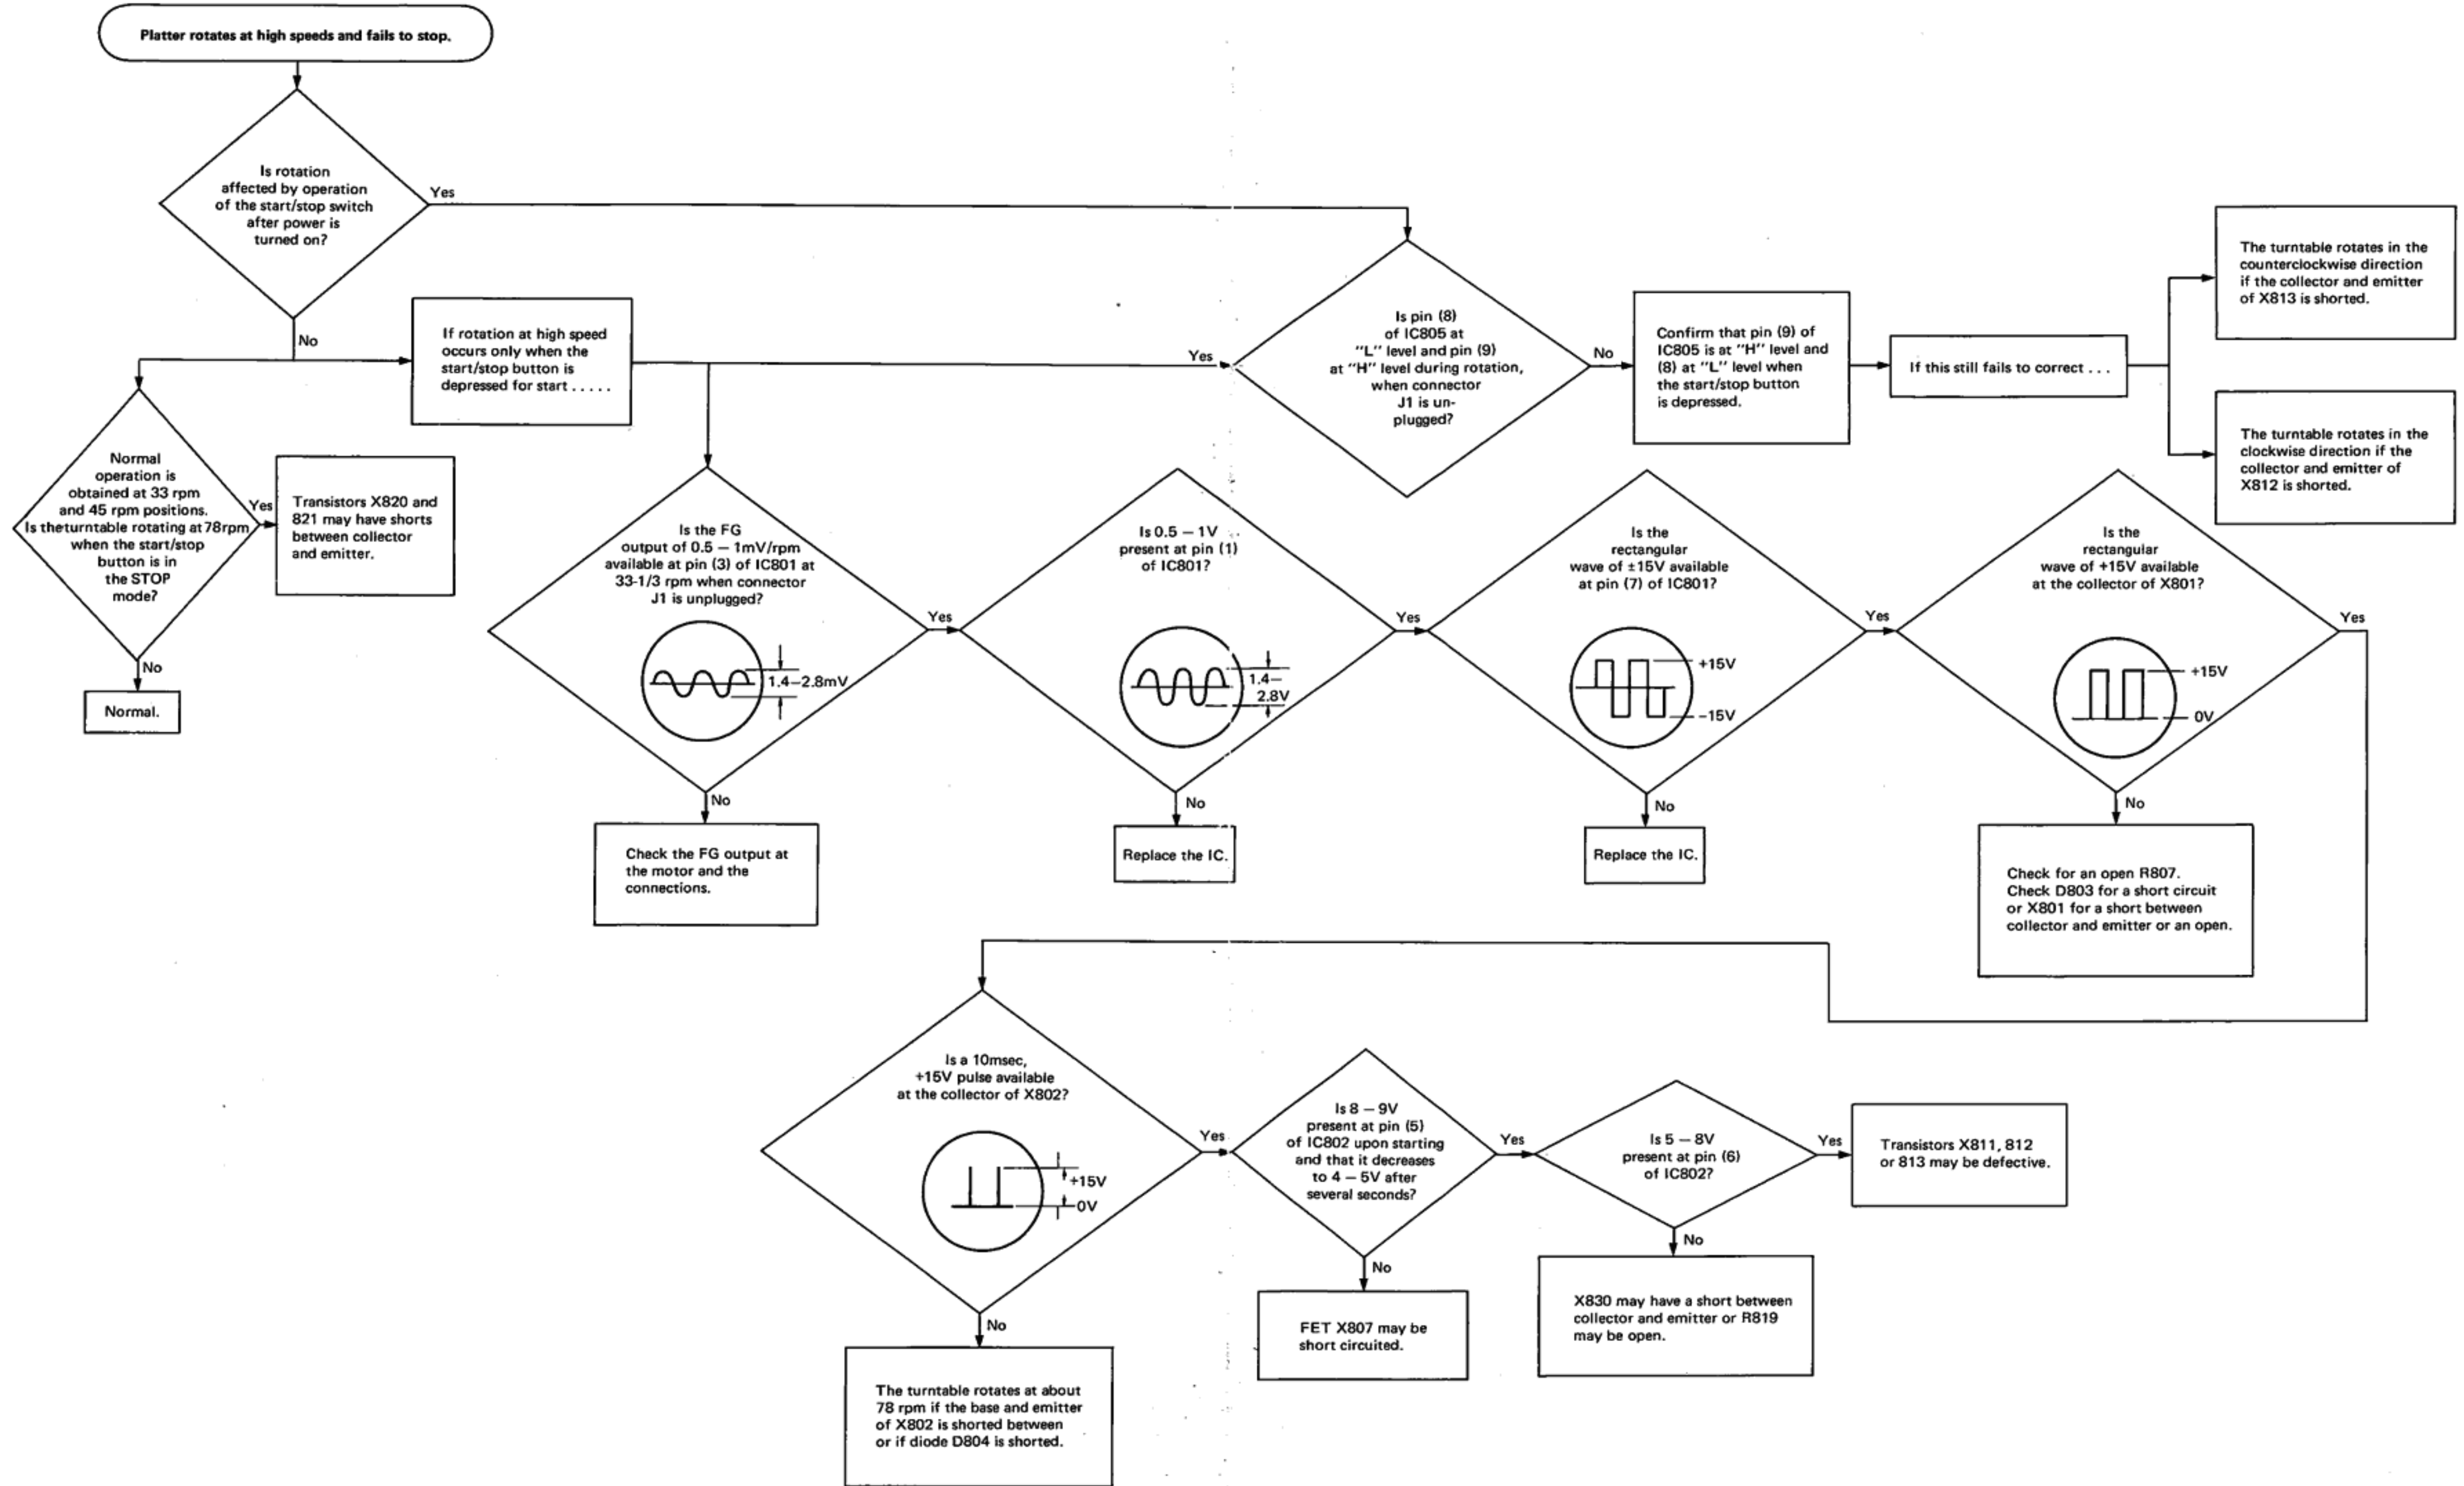 Platter rotates at high speeds and fails to stop.
Is rotation
affected by operation
of the start/stop switch
after power is
turned on?
Yes
No
If rotation at high speed
occurs only when the
start/stop button is
depressed for start . . . . .
Yes
Is pin (8)
of IC805 at
"L" level and pin (9)
at "H" level during rotation,
when connector
J1 is un-
plugged?
No
Confirm that pin (9) of
IC805 is at "H" level and
(8) at "L" level when
the start/stop button
is depressed.
If this still fails to correct . . .
The turntable rotates in the
counterclockwise direction
if the collector and emitter
of X813 is shorted.
The turntable rotates in the
clockwise direction if the
collector and emitter of
X812 is shorted.
Normal
operation is
obtained at 33 rpm
and 45 rpm positions.
Is the turntable rotating at 78 rpm
when the start/stop
button is in
the STOP
mode?
Yes
Transistors X820 and
821 may have shorts
between collector
and emitter.
No
Normal.
Is the FG
output of 0.5 – 1mV/rpm
available at pin (3) of IC801 at
33-1/3 rpm when connector
J1 is unplugged?
1.4–2.8mV
Yes
No
Check the FG output at
the motor and the
connections.
Is 0.5 – 1V
present at pin (1)
of IC801?
1.4–
2.8V
Yes
No
Replace the IC.
Is the
rectangular
wave of ±15V available
at pin (7) of IC801?
+15V
–15V
Yes
No
Replace the IC.
Is the
rectangular
wave of +15V available
at the collector of X801?
+15V
0V
Yes
No
Check for an open R807.
Check D803 for a short circuit
or X801 for a short between
collector and emitter or an open.
Is a 10msec,
+15V pulse available
at the collector of X802?
+15V
0V
Yes
No
The turntable rotates at about
78 rpm if the base and emitter
of X802 is shorted between
or if diode D804 is shorted.
Is 8 – 9V
present at pin (5)
of IC802 upon starting
and that it decreases
to 4 – 5V after
several seconds?
Yes
No
FET X807 may be
short circuited.
Is 5 – 8V
present at pin (6)
of IC802?
Yes
No
X830 may have a short between
collector and emitter or R819
may be open.
Transistors X811, 812
or 813 may be defective.